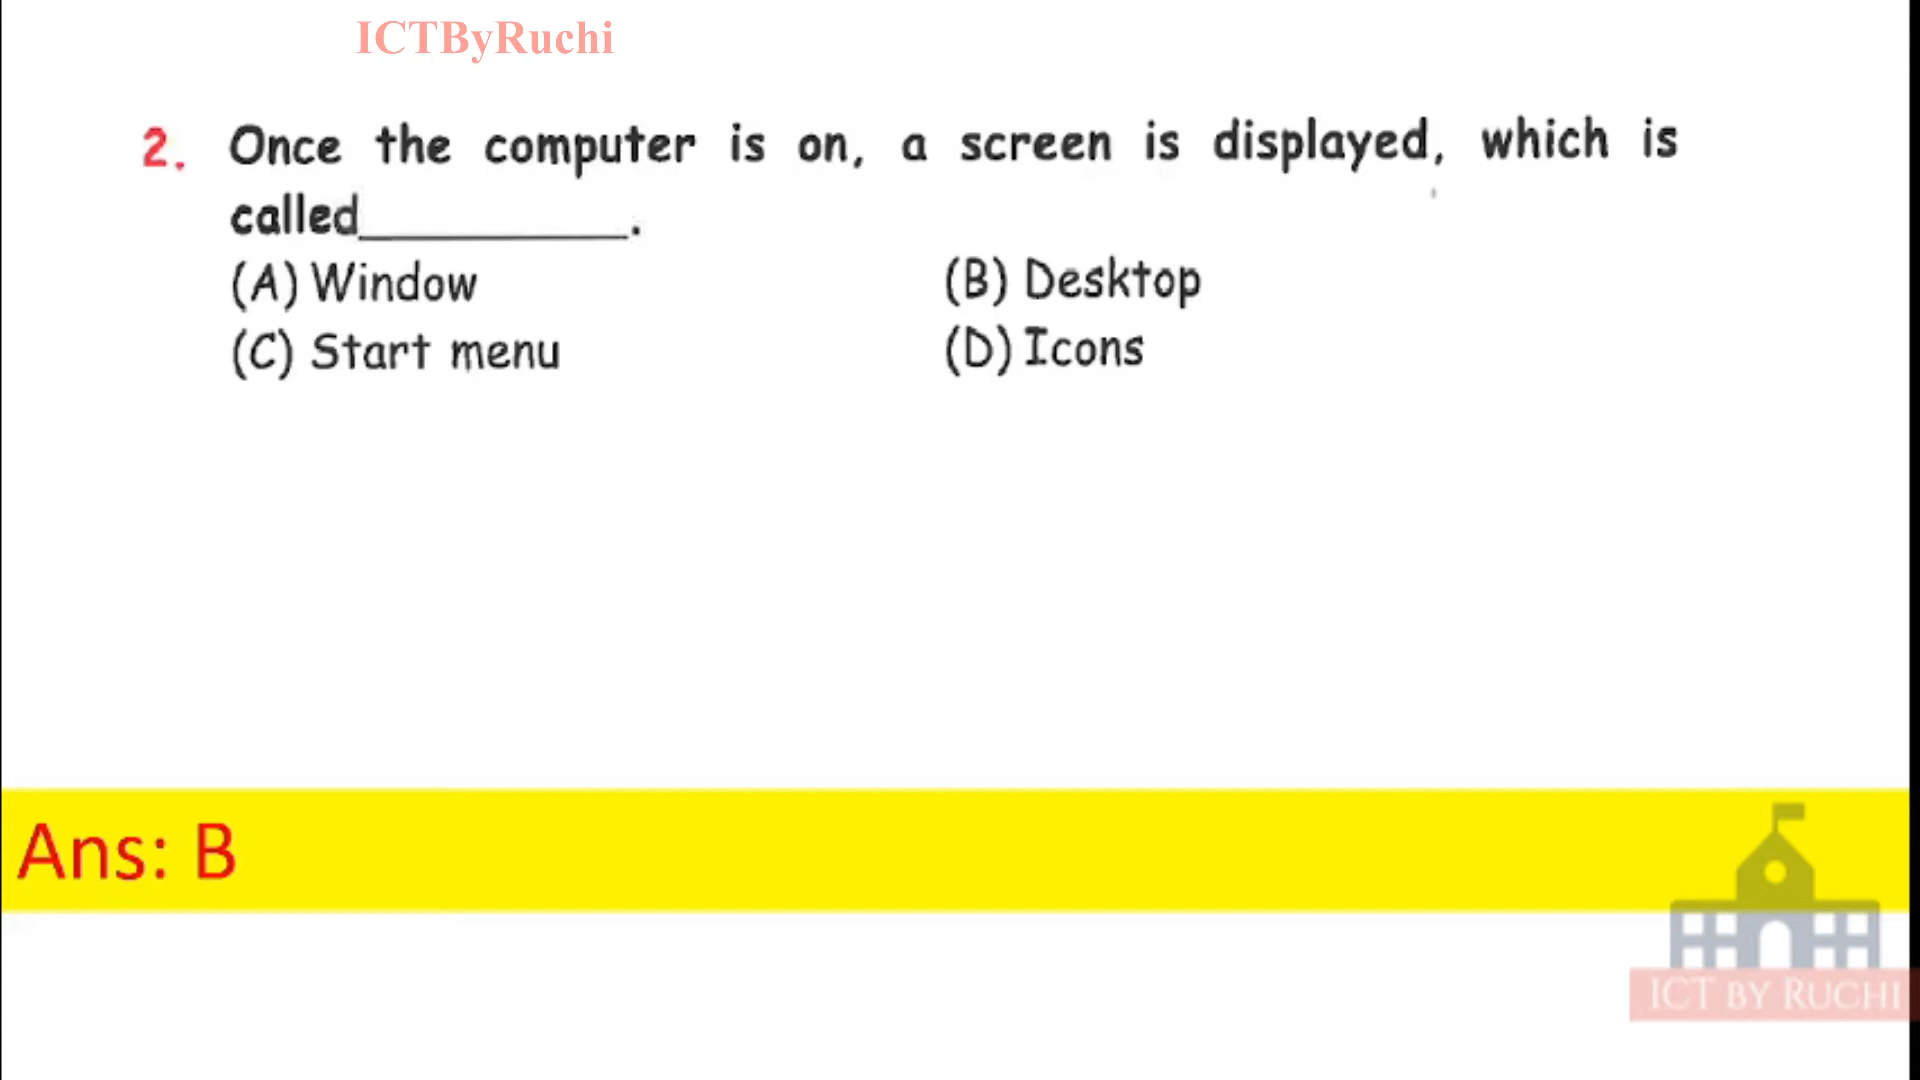 ICTByRuchi
2. Once the computer is on, a screen is displayed, which is
called__________.
(A) Window (B) Desktop
(C) Start menu (D) Icons
Ans: B
ICT BY RUCHI